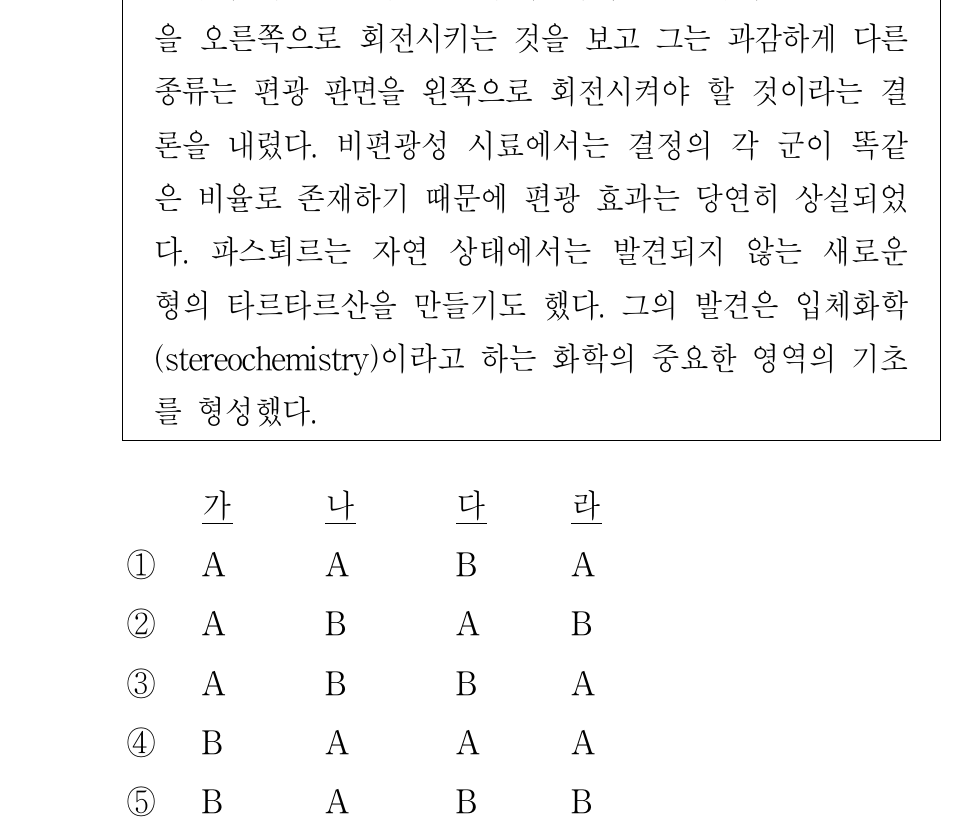 을 오른쪽으로 회전시키는 것을 보고 그는 과감하게 다른
종류는 편광 판면을 왼쪽으로 회전시켜야 할 것이라는 결
론을 내렸다. 비편광성 시료에서는 결정의 각 군이 똑같
은 비율로 존재하기 때문에 편광 효과는 당연히 상실되었
다. 파스퇴르는 자연 상태에서는 발견되지 않는 새로운
형의 타르타르산을 만들기도 했다. 그의 발견은 입체화학
(stereochemistry)이라고 하는 화학의 중요한 영역의 기초
를 형성했다.
가 나 다 라
① A A B A
② A B A B
③ A B B A
④ B A A A
⑤ B A B B